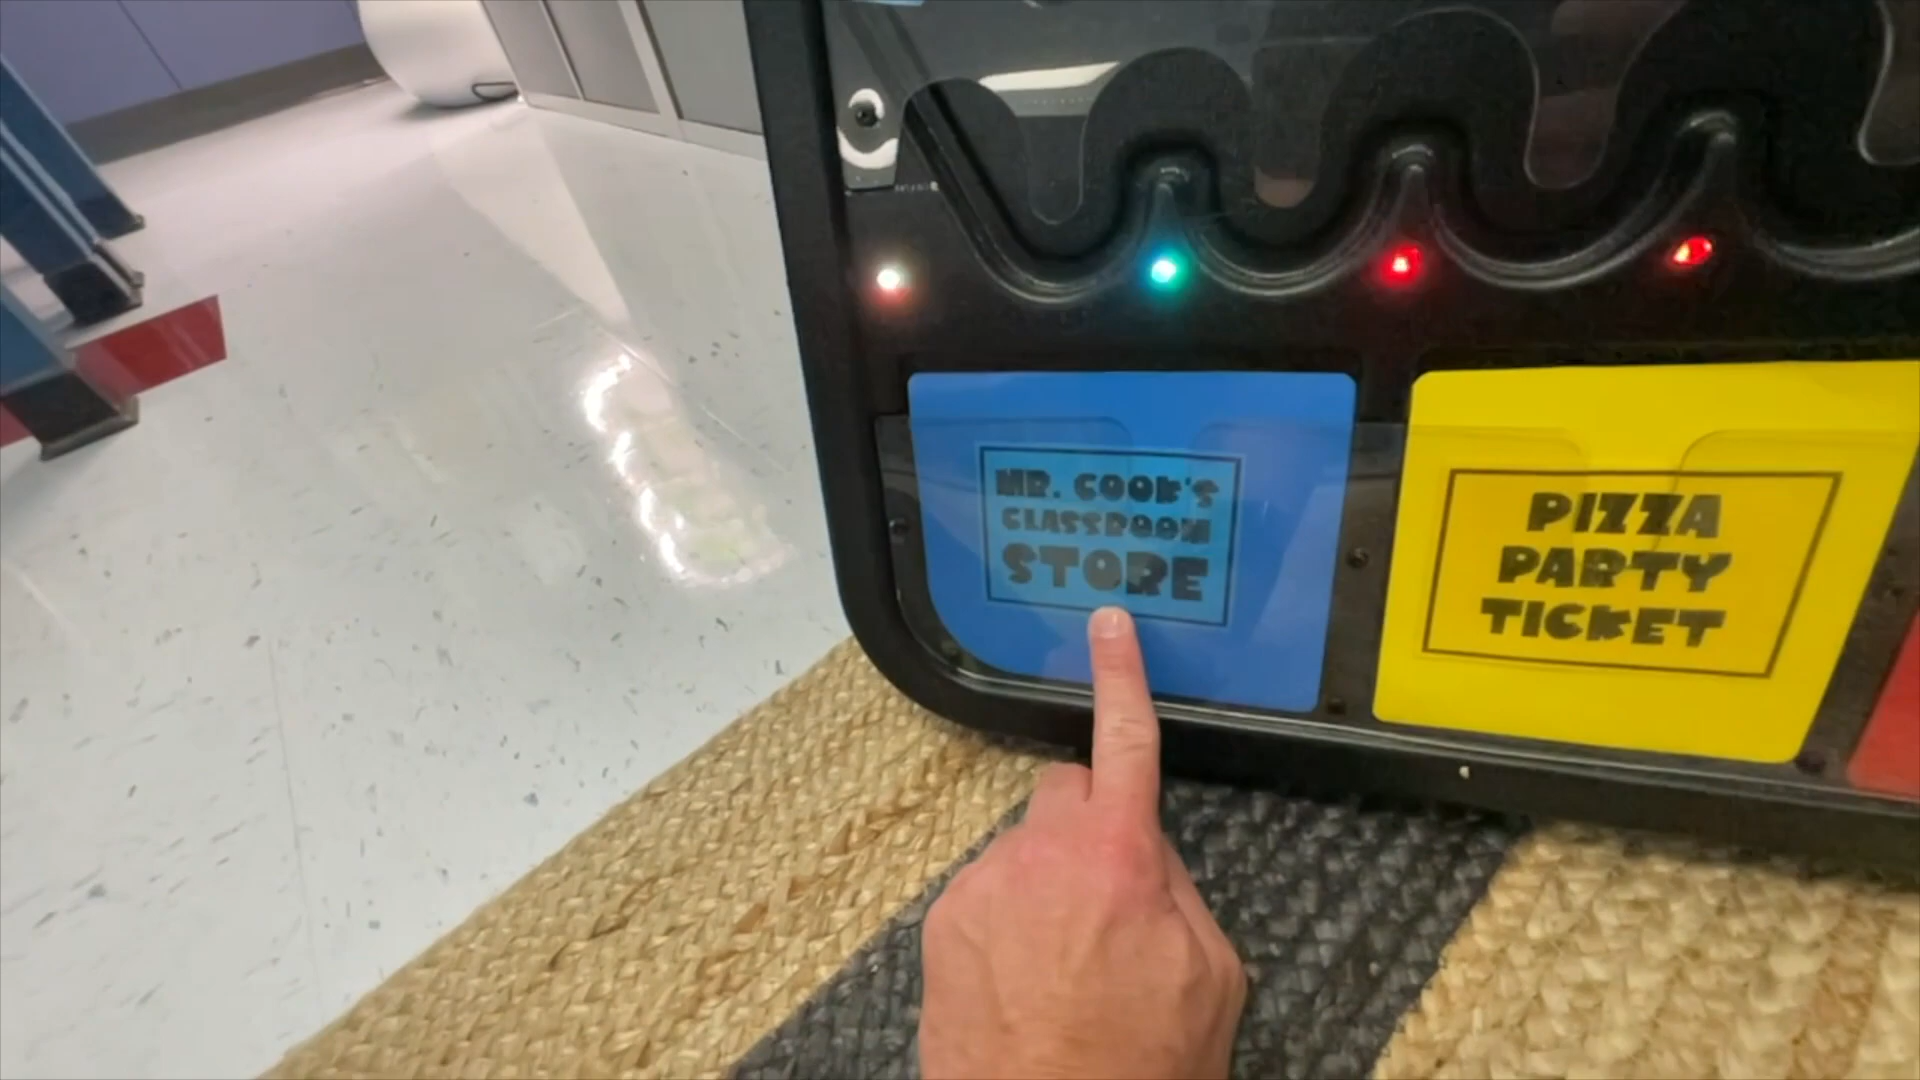 MR. COOK'S
CLASSROOM
STORE
PIZZA
PARTY
TICKET